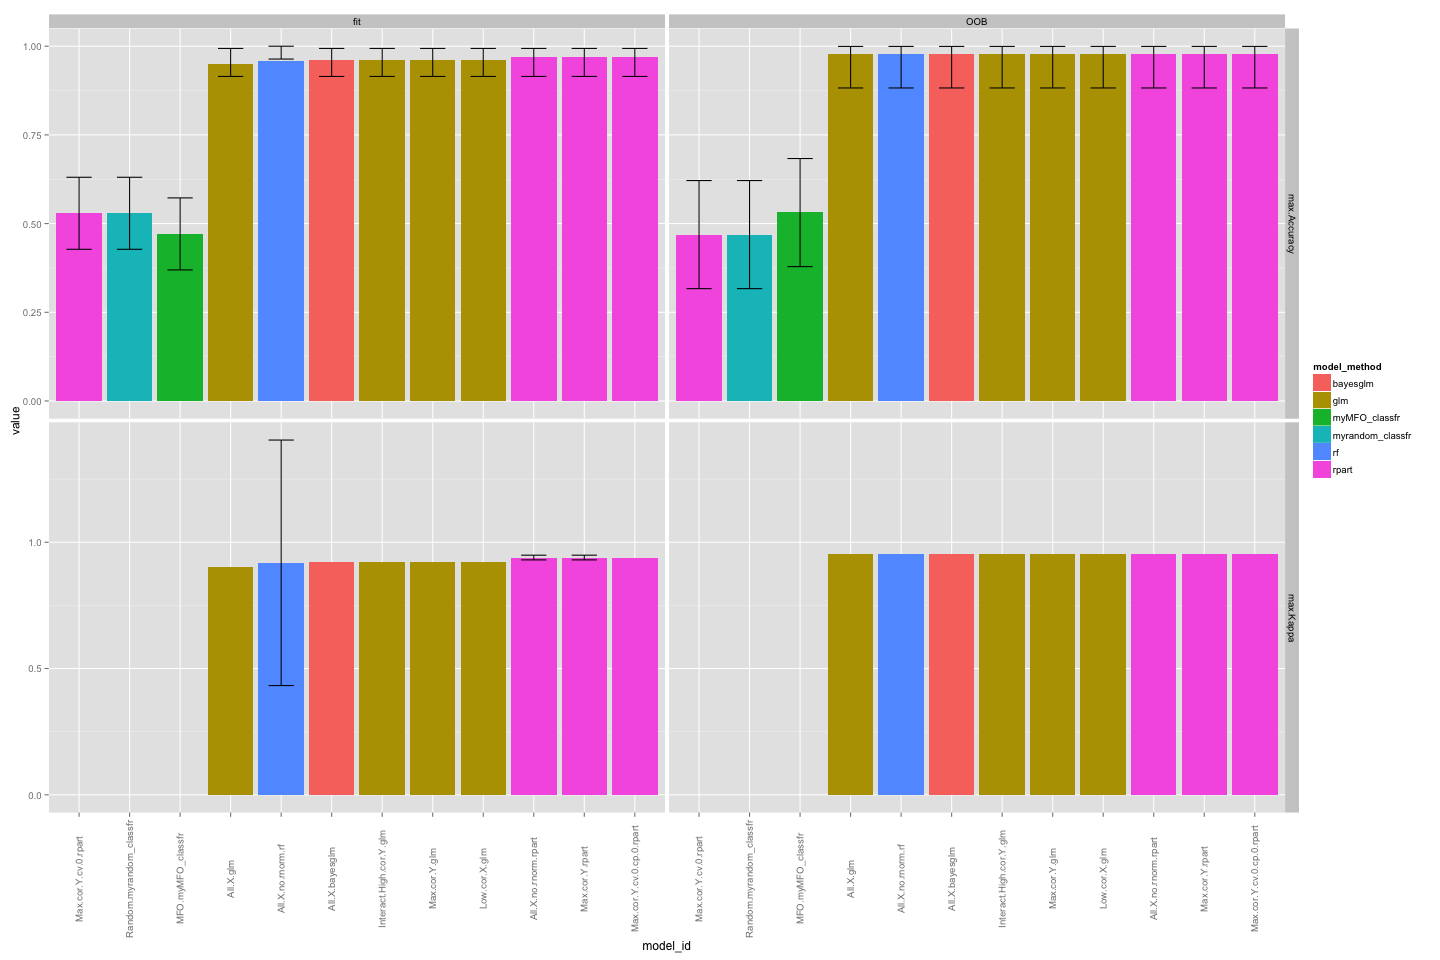 fit
OOB
1.00
0.75
0.50
0.25
0.00
max.Accuracy
value
1.0
0.5
0.0
max.Kappa
Max.cor.Y.cv.0.rpart
Random.myrandom_classfr
MFO.myMFO_classfr
All.X.glm
All.X.no.rnorm.rf
All.X.bayesglm
Interact.High.cor.Y.glm
Max.cor.Y.glm
Low.cor.X.glm
All.X.no.rnorm.rpart
Max.cor.Y.rpart
Max.cor.Y.cv.0.cp.0.rpart
Max.cor.Y.cv.0.rpart
Random.myrandom_classfr
MFO.myMFO_classfr
All.X.glm
All.X.no.rnorm.rf
All.X.bayesglm
Interact.High.cor.Y.glm
Max.cor.Y.glm
Low.cor.X.glm
All.X.no.rnorm.rpart
Max.cor.Y.rpart
Max.cor.Y.cv.0.cp.0.rpart
model_id
model_method
bayesglm
glm
myMFO_classfr
myrandom_classfr
rf
rpart